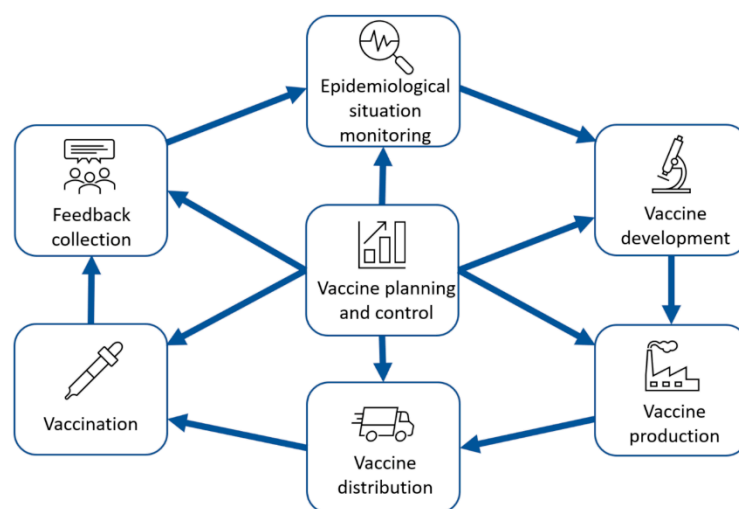 Epidemiological
situation
monitoring
Feedback
collection
Vaccine
development
Vaccine planning
and control
Vaccination
Vaccine
production
Vaccine
distribution